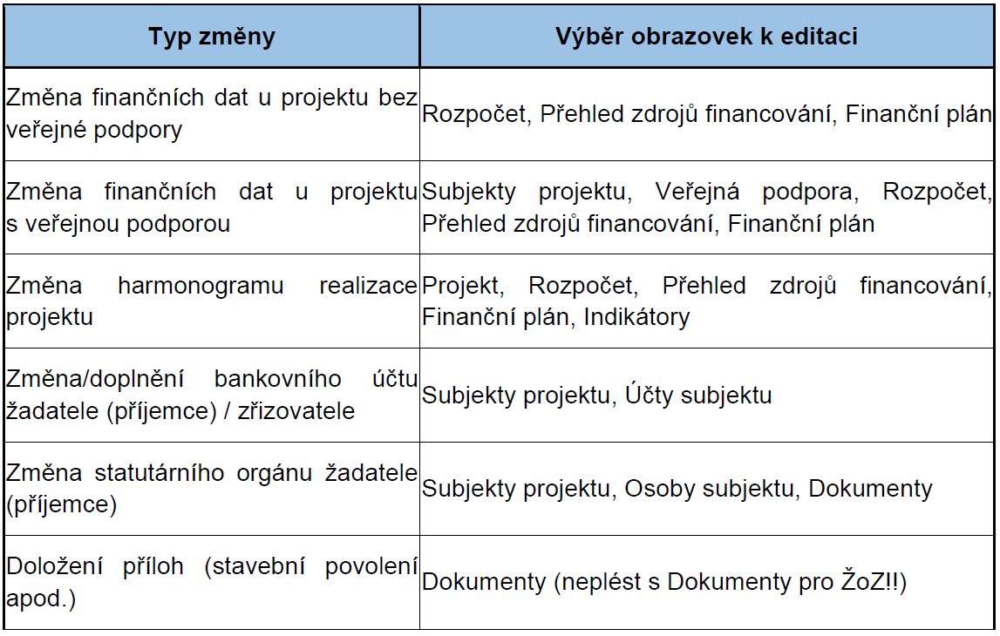 Typ změny
Výběr obrazovek k editaci
Změna finančních dat u projektu bez
veřejné podpory
Rozpočet, Přehled zdrojů financování, Finanční plán
Změna finančních dat u projektu
s veřejnou podporou
Subjekty projektu, Veřejná podpora, Rozpočet,
Přehled zdrojů financování, Finanční plán
Změna harmonogramu realizace
projektu
Projekt, Rozpočet, Přehled zdrojů financování,
Finanční plán, Indikátory
Změna/doplnění bankovního účtu
žadatele (příjemce) / zřizovatele
Subjekty projektu, Účty subjektu
Změna statutárního orgánu žadatele
(příjemce)
Subjekty projektu, Osoby subjektu, Dokumenty
Doložení příloh (stavební povolení
apod.)
Dokumenty (neplést s Dokumenty pro ŽoZ!!)